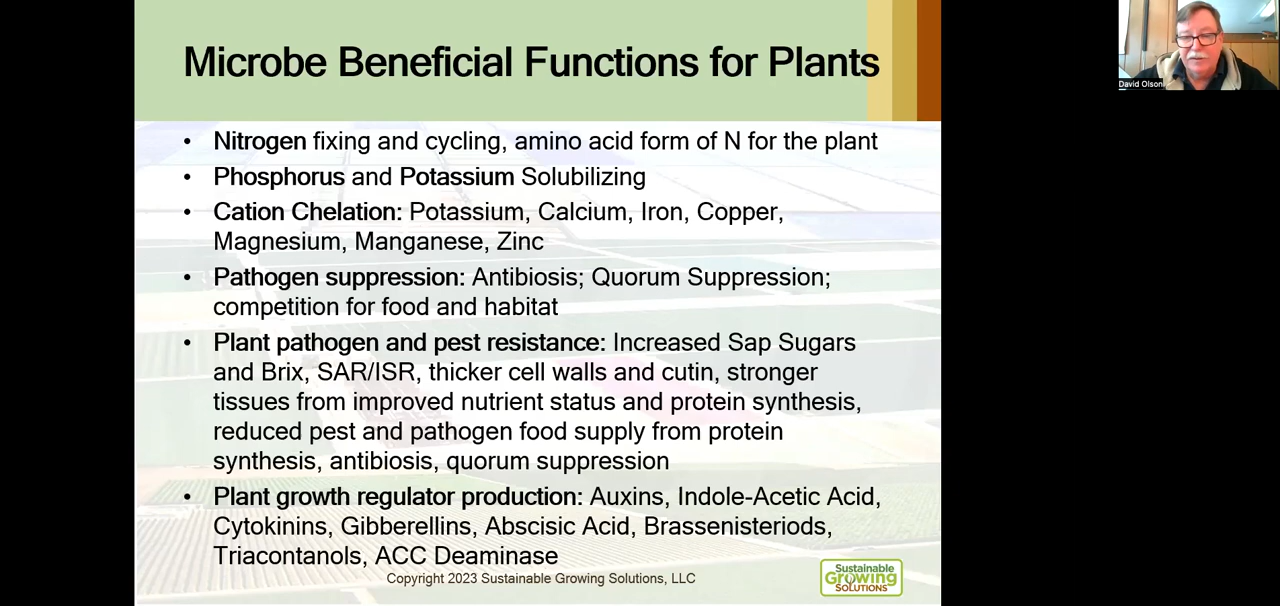 Microbe Beneficial Functions for Plants
David Olson
• Nitrogen fixing and cycling, amino acid form of N for the plant
• Phosphorus and Potassium Solubilizing
• Cation Chelation: Potassium, Calcium, Iron, Copper,
Magnesium, Manganese, Zinc
• Pathogen suppression: Antibiosis; Quorum Suppression;
competition for food and habitat
• Plant pathogen and pest resistance: Increased Sap Sugars
and Brix, SAR/ISR, thicker cell walls and cutin, stronger
tissues from improved nutrient status and protein synthesis,
reduced pest and pathogen food supply from protein
synthesis, antibiosis, quorum suppression
• Plant growth regulator production: Auxins, Indole-Acetic Acid,
Cytokinins, Gibberellins, Abscisic Acid, Brassenisteriods,
Triacontanols, ACC Deaminase
Copyright 2023 Sustainable Growing Solutions, LLC
Sustainable
Growing
SOLUTIONS